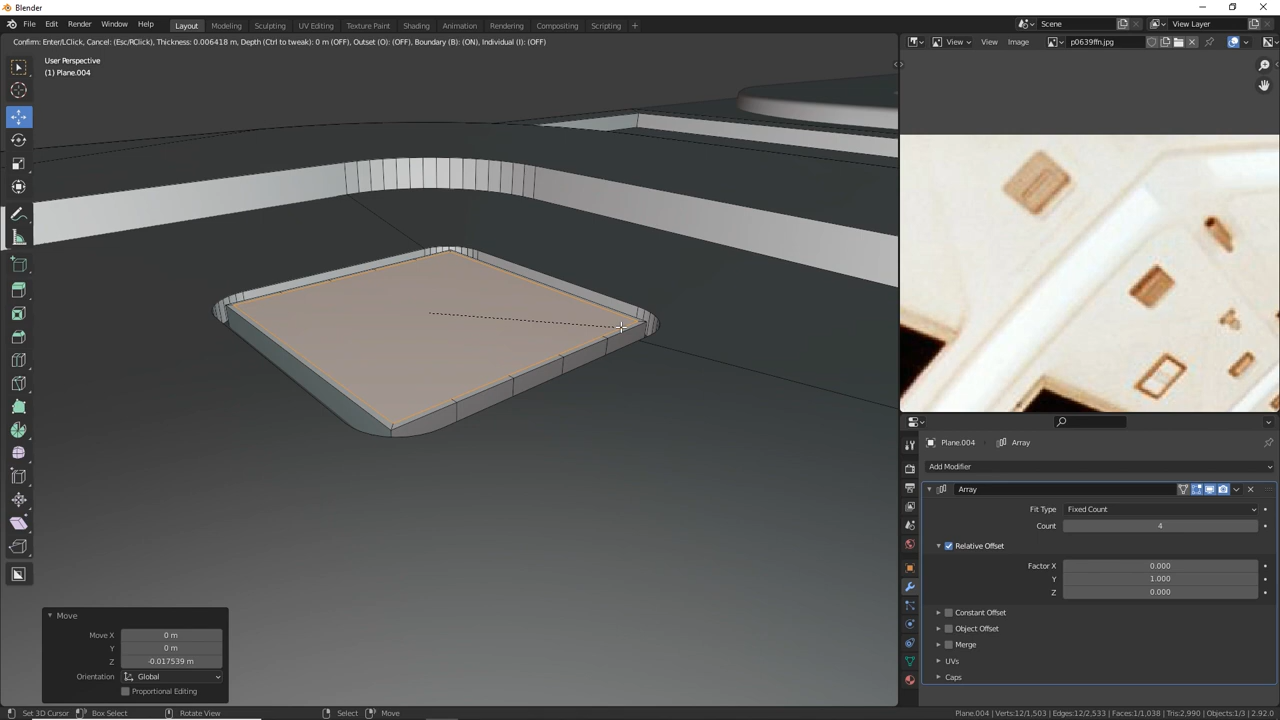 Blender
File Edit Render Window Help Layout Modeling Sculpting UV Editing Texture Paint Shading Animation Rendering Compositing Scripting + Scene View Layer
Confirm: Enter/LClick, Cancel: (Esc/RClick), Thickness: 0.006418 m, Depth (Ctrl to tweak): 0 m (OFF), Outset (O): (OFF), Boundary (B): (ON), Individual (I): (OFF)
View View Image p0639ffn.jpg
User Perspective
(1) Plane.004
Plane.004 Array
Add Modifier
Array
Fit Type Fixed Count
Count 4
Relative Offset
Factor X 0.000
Y 1.000
Z 0.000
Constant Offset
Object Offset
Merge
UVs
Caps
Move
Move X 0 m
Y 0 m
Z -0.017539 m
Orientation Global
Proportional Editing
Set 3D Cursor Box Select Rotate View Select Move Plane.004 | Verts:12/1,503 | Edges:12/2,533 | Faces:1/1,038 | Tris:2,990 | Objects:1/3 | 2.92.0